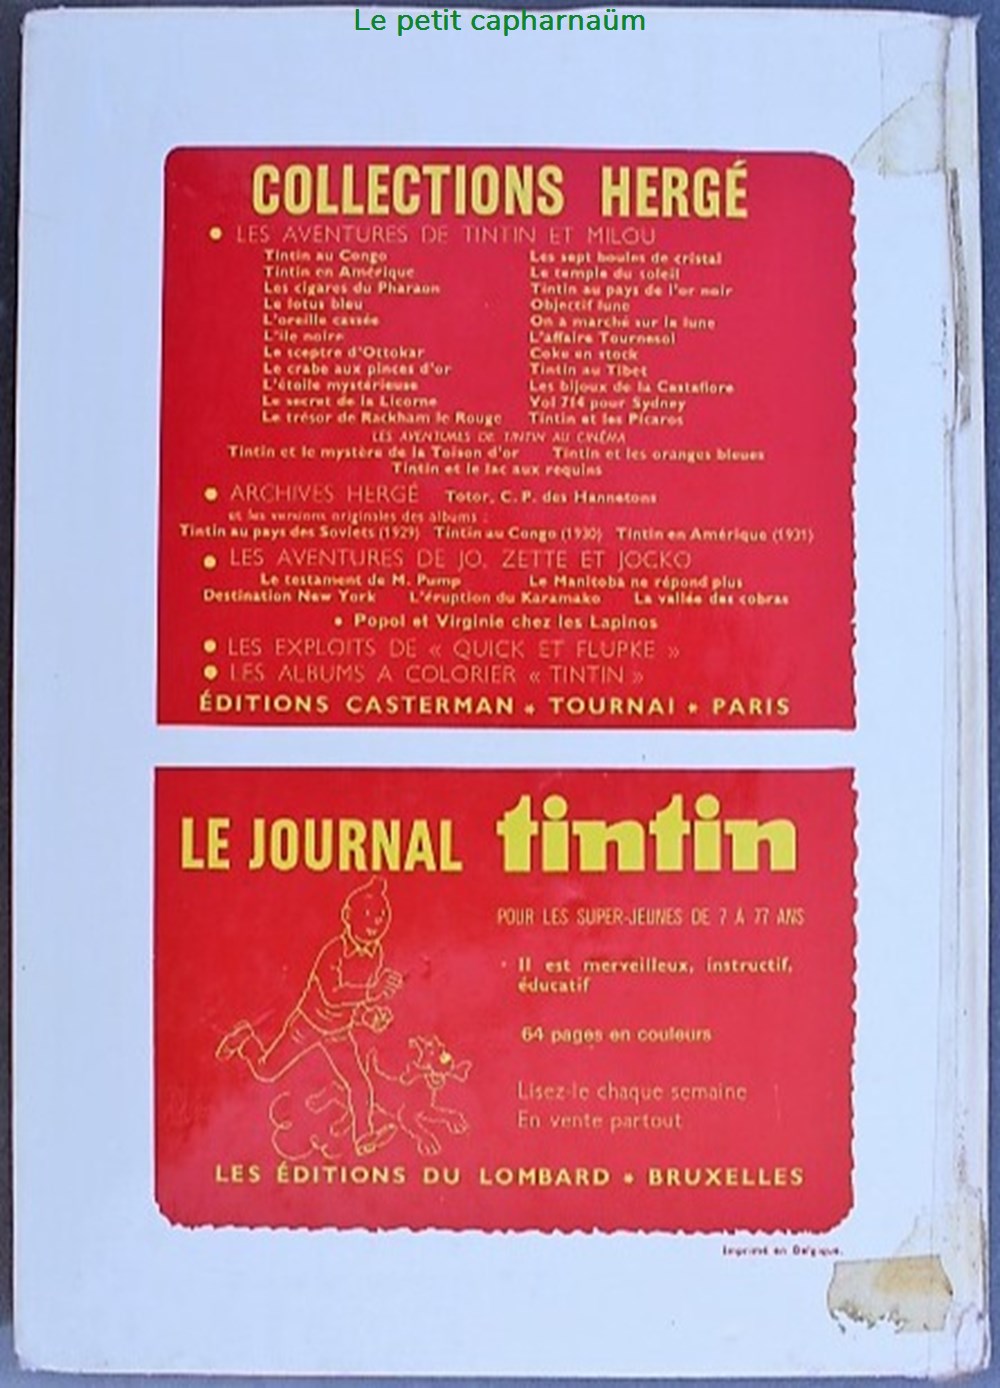 Le petit capharnaüm
COLLECTIONS HERGÉ
• LES AVENTURES DE TINTIN ET MILOU
Tintin au Congo
Tintin en Amérique
Les cigares du Pharaon
Le lotus bleu
L'oreille cassée
L'ile noire
Le sceptre d'Ottokar
Le crabe aux pinces d'or
L'étoile mystérieuse
Le secret de la Licorne
Le trésor de Rackham le Rouge
Les sept boules de cristal
Le temple du soleil
Tintin au pays de l'or noir
Objectif lune
On a marché sur la lune
L'affaire Tournesol
Coke en stock
Tintin au Tibet
Les bijoux de la Castafiore
Vol 714 pour Sydney
Tintin et les Picaros
LES AVENTURES DE TINTIN AU CINÉMA
Tintin et le mystère de la Toison d'or Tintin et les oranges bleues
Tintin et le lac aux requins
• ARCHIVES HERGÉ Totor, C. P. des Hannetons
et les versions originales des albums :
Tintin au pays des Soviets (1929) Tintin au Congo (1930) Tintin en Amérique (1931)
• LES AVENTURES DE JO, ZETTE ET JOCKO
Le testament de M. Pump Le Manitoba ne répond plus
Destination New York L'éruption du Karamako La vallée des cobras
• Popol et Virginie chez les Lapinos
• LES EXPLOITS DE « QUICK ET FLUPKE »
• LES ALBUMS A COLORIER « TINTIN »
ÉDITIONS CASTERMAN * TOURNAI * PARIS
LE JOURNAL tintin
POUR LES SUPER-JEUNES DE 7 A 77 ANS
• Il est merveilleux, instructif,
éducatif
64 pages en couleurs
Lisez-le chaque semaine
En vente partout
LES ÉDITIONS DU LOMBARD * BRUXELLES
Imprimé en Belgique.